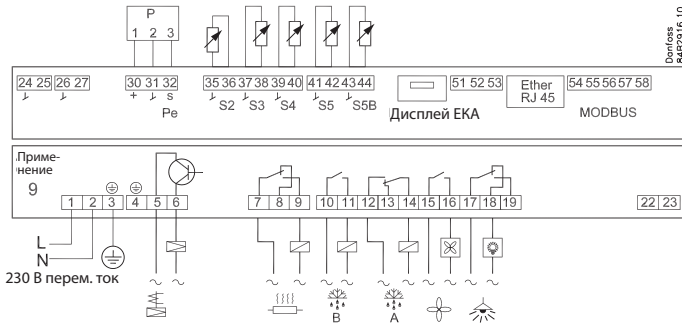 P
1 2 3
Danfoss
84B2916.10
24 25 26 27 30 31 32 35 36 37 38 39 40 41 42 43 44 51 52 53 54 55 56 57 58
+ S
Pe
S2 S3 S4 S5 S5B
Дисплей EKA
Ether
RJ 45
MODBUS
Приме-
нение
9
1 2 3 4 5 6 7 8 9 10 11 12 13 14 15 16 17 18 19 22 23
L
N
230 В перем. ток
B A